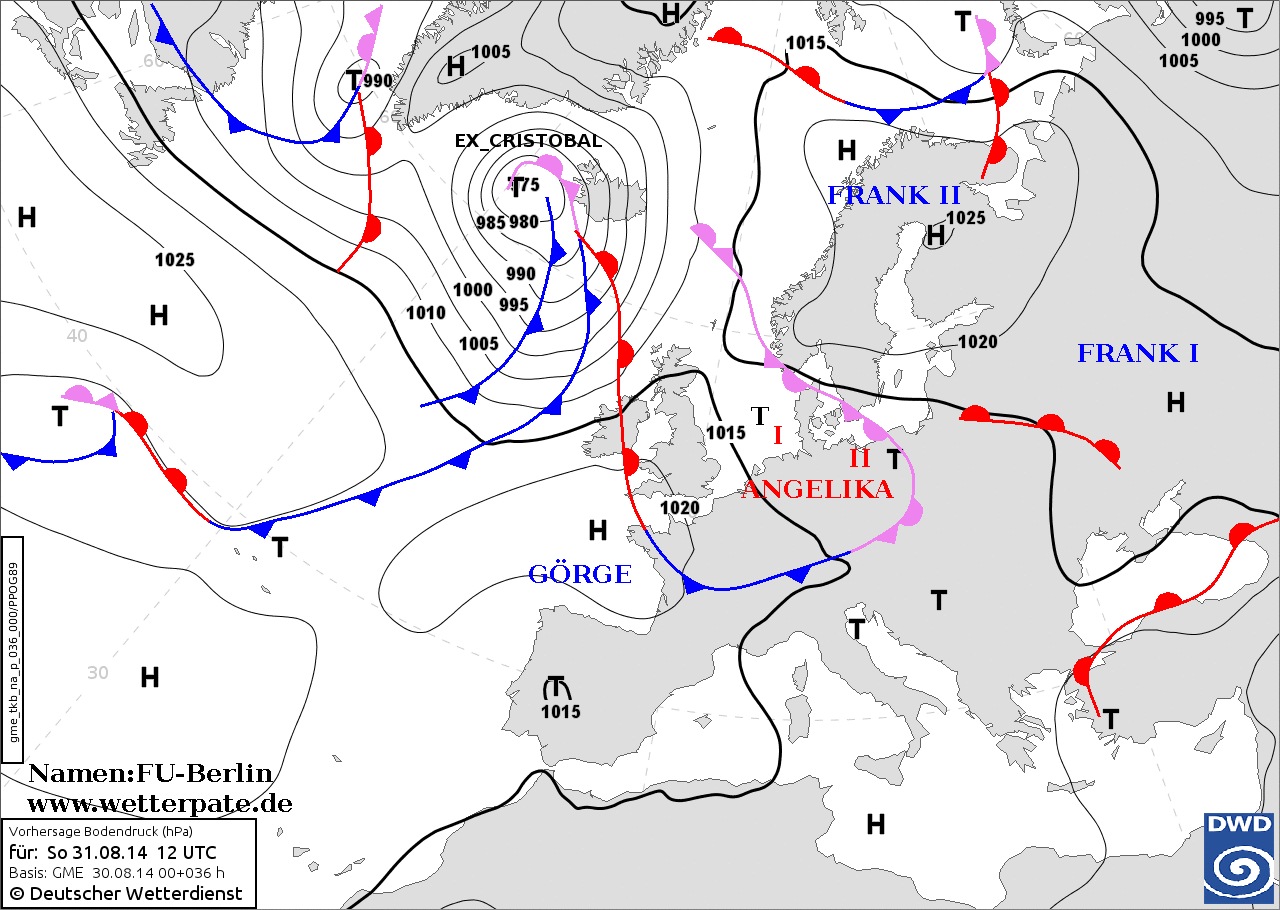 H
T
995
T
1015
1005
H
1000
1005
T 990
60
60
EX_CRISTOBAL
H
T
975
FRANK II
H
985 980
1025
H
1025
990
1000
995
H
1010
40
1005
1020
FRANK I
H
T
T
1015
I
II
T
ANGELIKA
1020
H
T
GÖRGE
T
T
30
H
T
1015
T
gme_tkb_na_p_036_000/PPOG89
Namen:FU-Berlin
www.wetterpate.de
H
Vorhersage Bodendruck (hPa)
für: So 31.08.14 12 UTC
Basis: GME 30.08.14 00+036 h
© Deutscher Wetterdienst
DWD